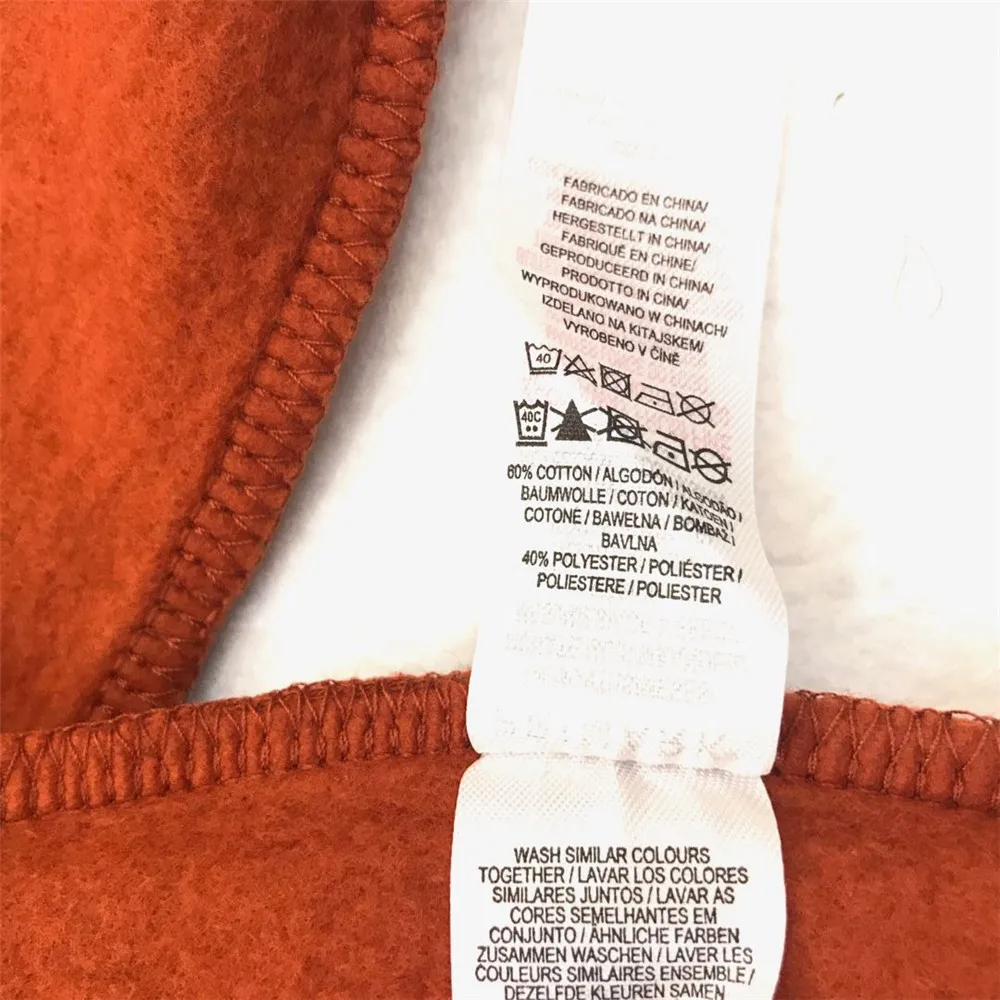 FABRICADO EN CHINA/
FABRICADO NA CHINA/
HERGESTELLT IN CHINA/
FABRIQUÉ EN CHINE/
GEPRODUCEERD IN CHINA/
PRODOTTO IN CINA/
WYPRODUKOWANO W CHINACH/
IZDELANO NA KITAJSKEM/
VYROBENO V ČÍNĚ
40
40C
60% COTTON / ALGODÓN / ALGODÃO /
BAUMWOLLE / COTON / KATOEN /
COTONE / BAWEŁNA / BOMBAŽ /
BAVLNA
40% POLYESTER / POLIÉSTER /
POLIESTERE / POLIESTER
WASH SIMILAR COLOURS
TOGETHER / LAVAR LOS COLORES
SIMILARES JUNTOS / LAVAR AS
CORES SEMELHANTES EM
CONJUNTO / ÄHNLICHE FARBEN
ZUSAMMEN WASCHEN / LAVER LES
COULEURS SIMILAIRES ENSEMBLE /
DEZELFDE KLEUREN SAMEN